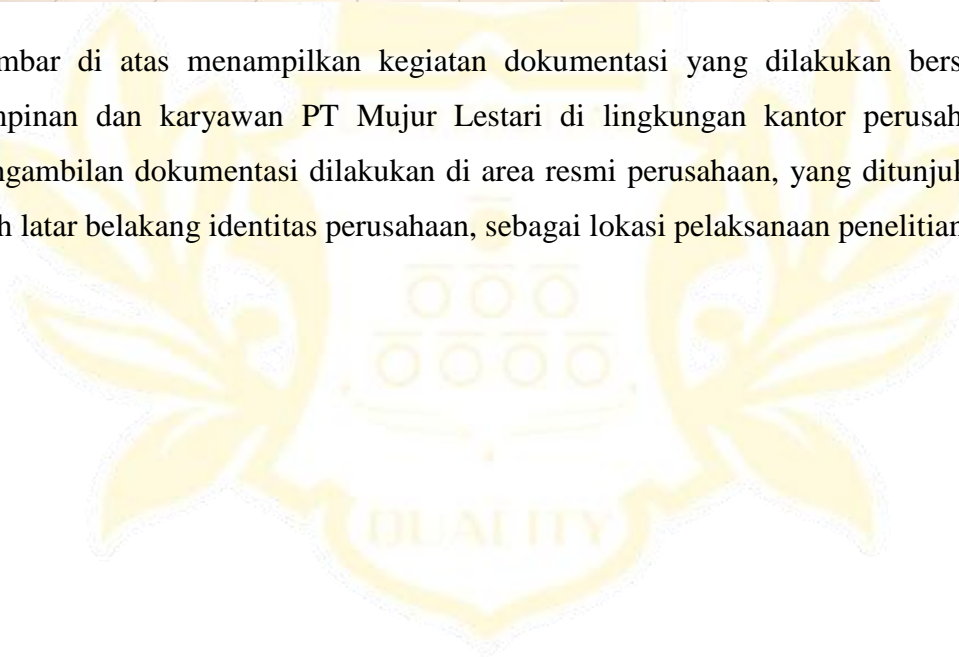 mbar di atas menampilkan kegiatan dokumentasi yang dilakukan bers
npinan dan karyawan PT Mujur Lestari di lingkungan kantor perusah
ngambilan dokumentasi dilakukan di area resmi perusahaan, yang ditunjuk
h latar belakang identitas perusahaan, sebagai lokasi pelaksanaan penelitian
QUALITY